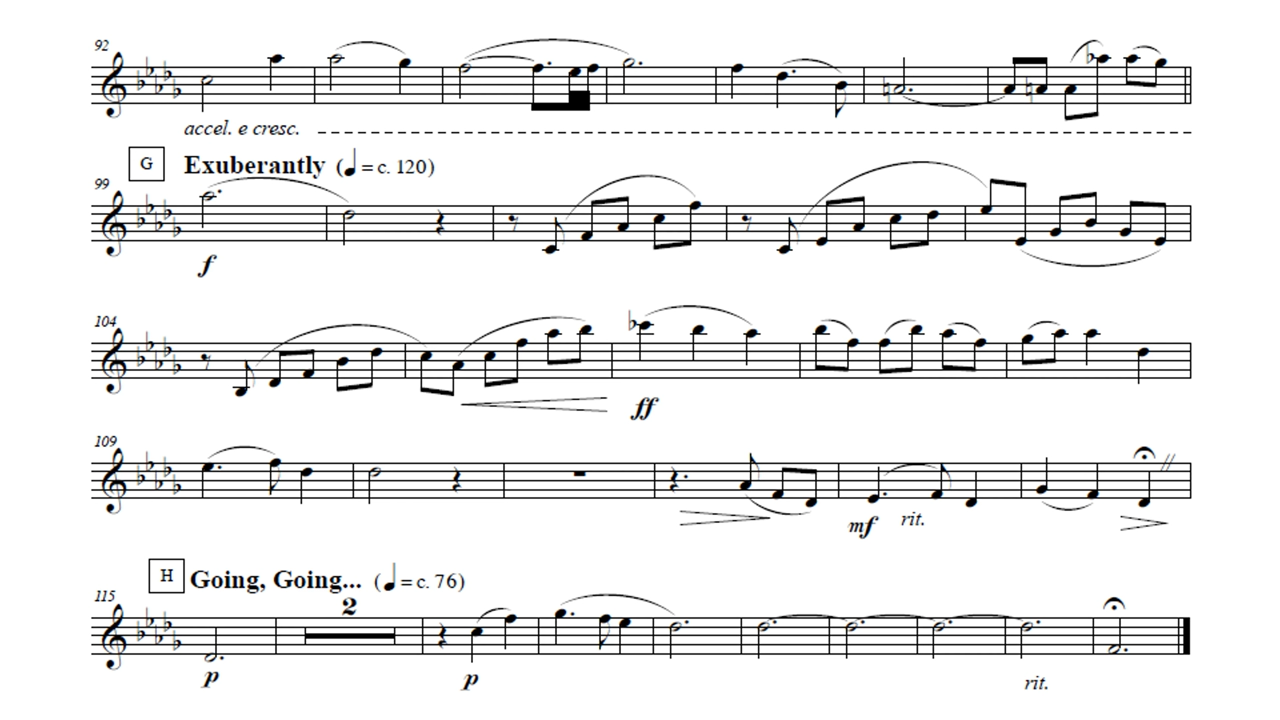 92
accel. e cresc.
G Exuberantly (♩ = c. 120)
99
f
104
ff
109
mf rit.
H Going, Going... (♩ = c. 76)
115
2
p p
rit.